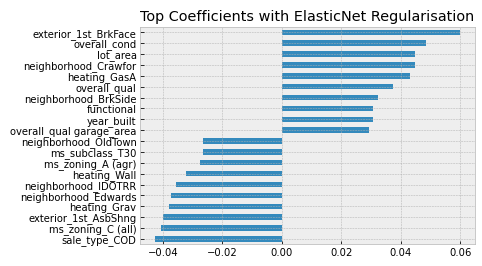 Top Coefficients with ElasticNet Regularisation
exterior_1st_BrkFace
overall_cond
lot_area
neighborhood_Crawfor
heating_GasA
overall_qual
neighborhood_BrkSide
functional
year_built
overall_qual garage_area
neighborhood_OldTown
ms_subclass_T30
ms_zoning_A (agr)
heating_Wall
neighborhood_IDOTRR
neighborhood_Edwards
heating_Grav
exterior_1st_AsbShng
ms_zoning_C (all)
sale_type_COD
−0.04 −0.02 0.00 0.02 0.04 0.06